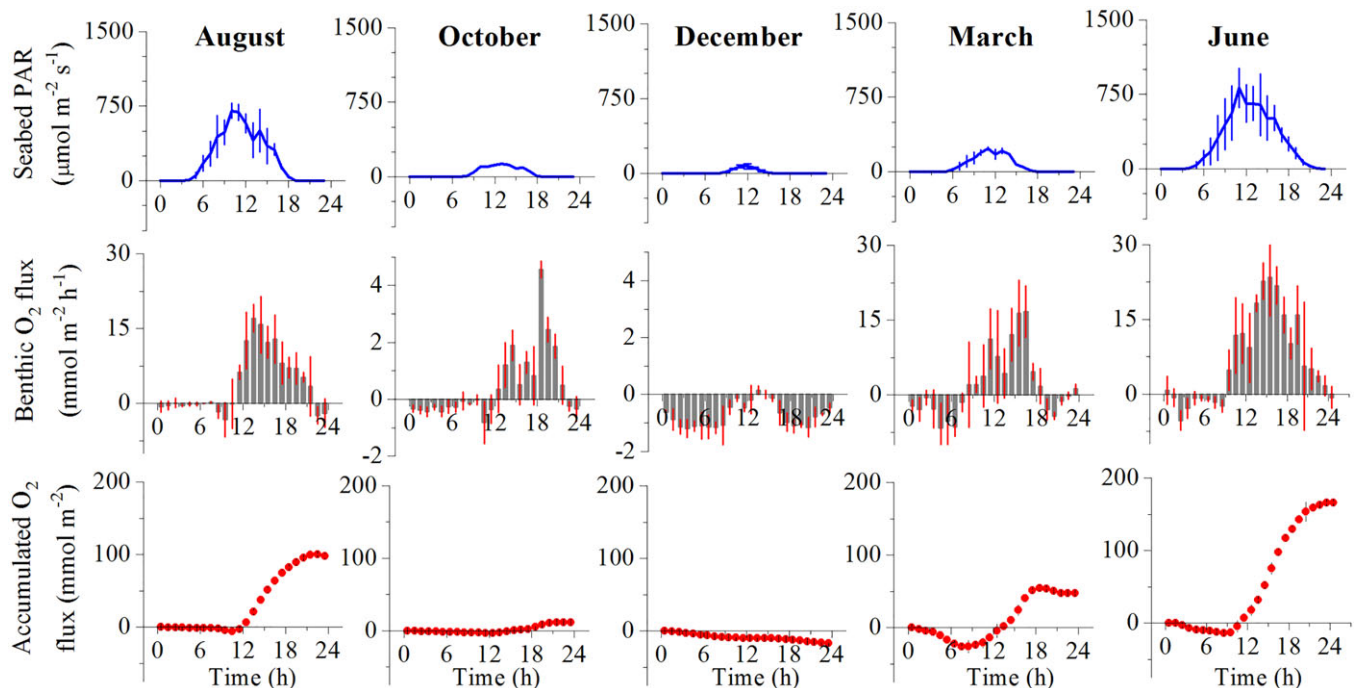 August
October
December
March
June
Seabed PAR
(µmol m⁻² s⁻¹)
1500
750
0
0 6 12 18 24
1500
750
0
0 6 12 18 24
1500
750
0
0 6 12 18 24
1500
750
0
0 6 12 18 24
1500
750
0
0 6 12 18 24
Benthic O₂ flux
(mmol m⁻² h⁻¹)
30
15
0
0 6 12 18 24
4
2
0
-2
0 6 12 18 24
4
2
0
-2
0 6 12 18 24
30
15
0
0 6 12 18 24
30
15
0
0 6 12 18 24
Accumulated O₂
flux (mmol m⁻²)
200
100
0
0 6 12 18 24
200
100
0
0 6 12 18 24
200
100
0
0 6 12 18 24
200
100
0
0 6 12 18 24
200
100
0
0 6 12 18 24
Time (h)
Time (h)
Time (h)
Time (h)
Time (h)